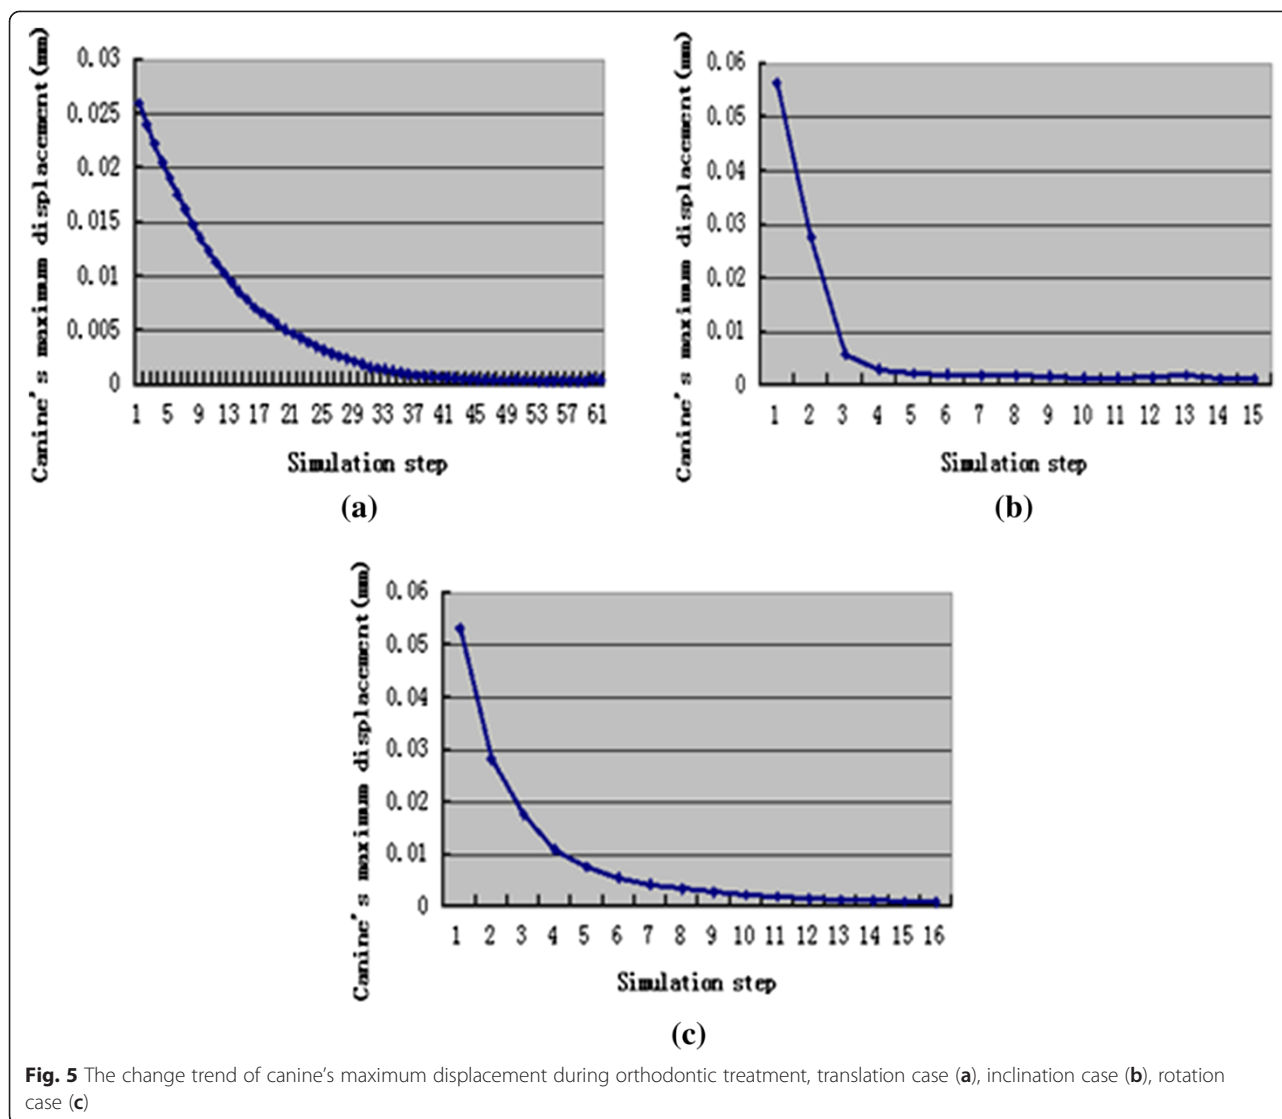 Canine's maximum displacement(mm)
0.03
0.025
0.02
0.015
0.01
0.005
0
1 5 9 13 17 21 25 29 33 37 41 45 49 53 57 61
Simulation step
(a)
Canine's maximum displacement(mm)
0.06
0.05
0.04
0.03
0.02
0.01
0
1 2 3 4 5 6 7 8 9 10 11 12 13 14 15
Simulation step
(b)
Canine's maximum displacement(mm)
0.06
0.05
0.04
0.03
0.02
0.01
0
1 2 3 4 5 6 7 8 9 10 11 12 13 14 15 16
Simulation step
(c)
Fig. 5 The change trend of canine's maximum displacement during orthodontic treatment, translation case (a), inclination case (b), rotation
case (c)